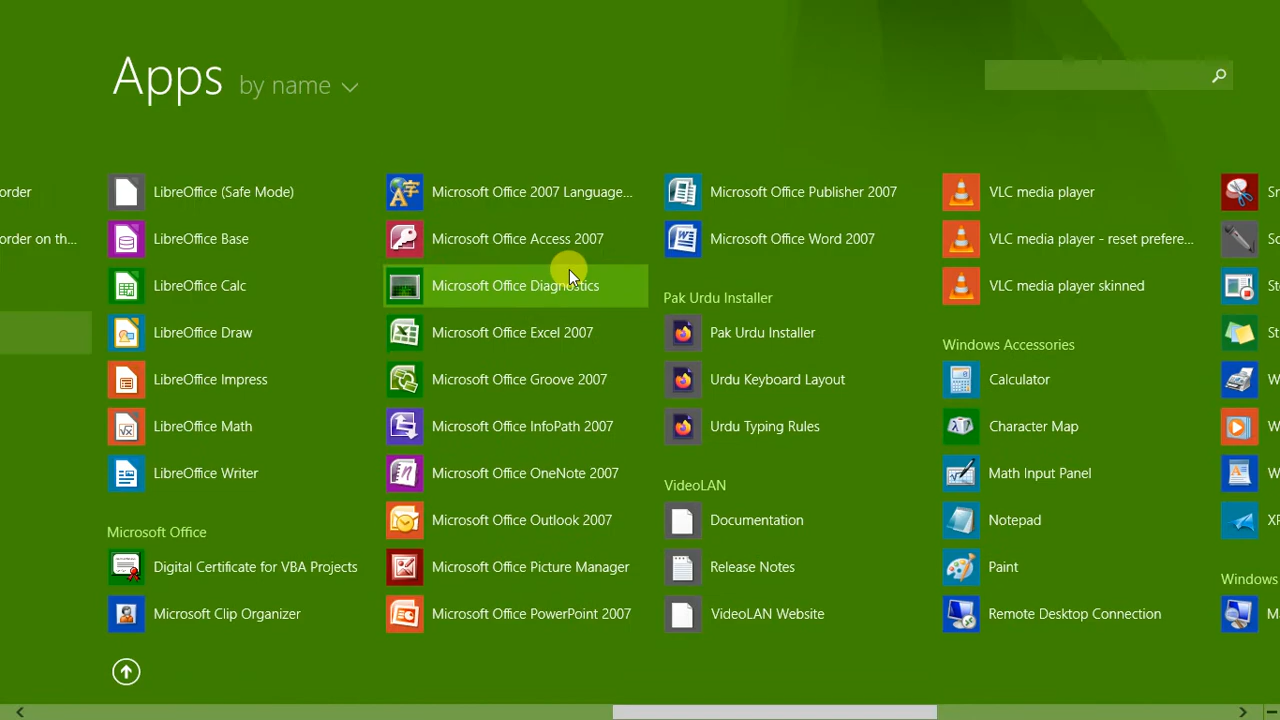 Apps by name
order
order on th...
LibreOffice (Safe Mode)
LibreOffice Base
LibreOffice Calc
LibreOffice Draw
LibreOffice Impress
LibreOffice Math
LibreOffice Writer
Microsoft Office
Digital Certificate for VBA Projects
Microsoft Clip Organizer
Microsoft Office 2007 Language...
Microsoft Office Access 2007
Microsoft Office Diagnostics
Microsoft Office Excel 2007
Microsoft Office Groove 2007
Microsoft Office InfoPath 2007
Microsoft Office OneNote 2007
Microsoft Office Outlook 2007
Microsoft Office Picture Manager
Microsoft Office PowerPoint 2007
Microsoft Office Publisher 2007
Microsoft Office Word 2007
Pak Urdu Installer
Pak Urdu Installer
Urdu Keyboard Layout
Urdu Typing Rules
VideoLAN
Documentation
Release Notes
VideoLAN Website
VLC media player
VLC media player - reset prefere...
VLC media player skinned
Windows Accessories
Calculator
Character Map
Math Input Panel
Notepad
Paint
Remote Desktop Connection
Sn
St
St
W
W
W
XP
Windows